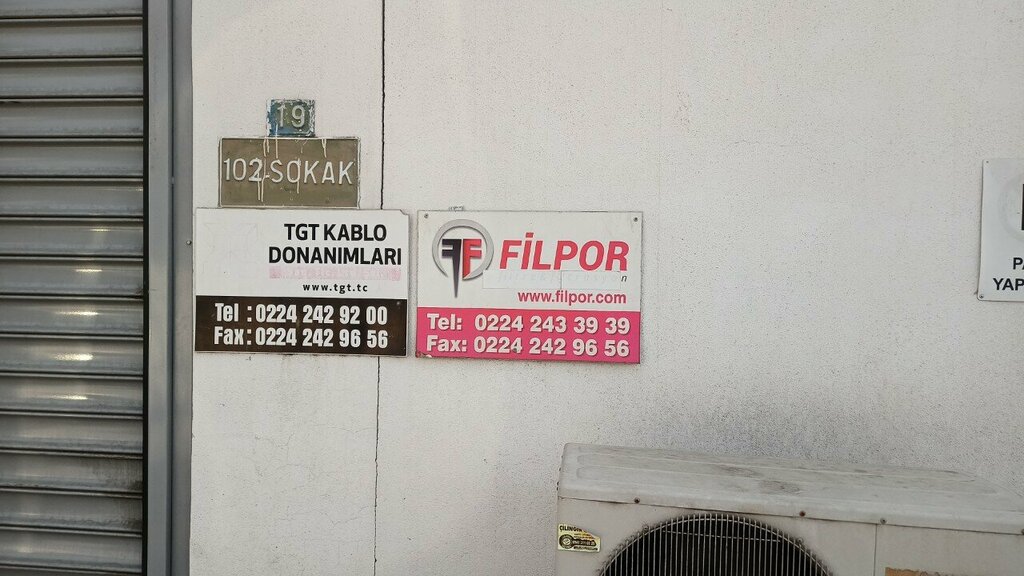 19
102.SOKAK
TGT KABLO
DONANIMLARI
www.tgt.tc
Tel : 0224 242 92 00
Fax: 0224 242 96 56
FİLPOR
www.filpor.com
Tel: 0224 243 39 39
Fax: 0224 242 96 56
YAP